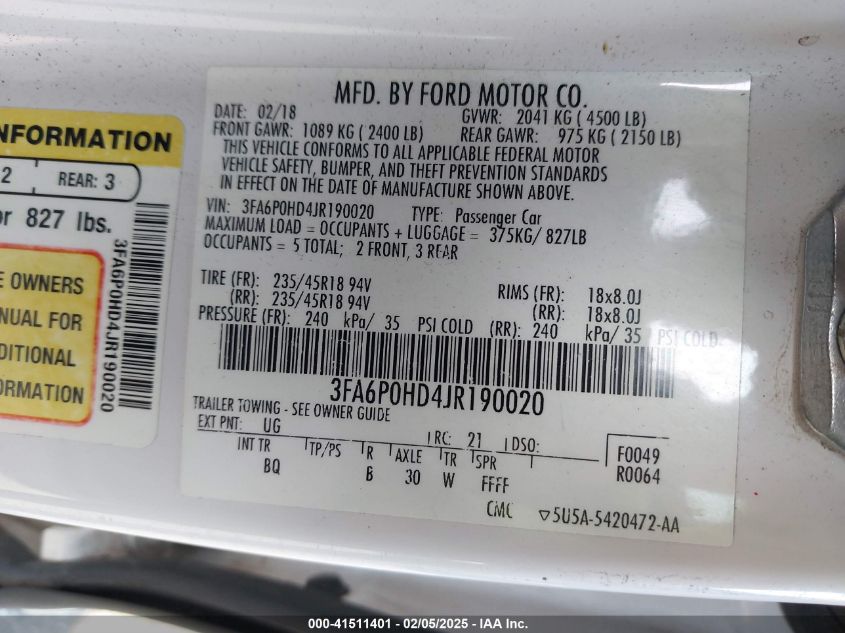 MFD. BY FORD MOTOR CO.
DATE: 02/18 GVWR: 2041 KG ( 4500 LB)
FRONT GAWR: 1089 KG ( 2400 LB) REAR GAWR: 975 KG ( 2150 LB)
THIS VEHICLE CONFORMS TO ALL APPLICABLE FEDERAL MOTOR
VEHICLE SAFETY, BUMPER, AND THEFT PREVENTION STANDARDS
IN EFFECT ON THE DATE OF MANUFACTURE SHOWN ABOVE.
VIN: 3FA6P0HD4JR190020 TYPE: Passenger Car
MAXIMUM LOAD = OCCUPANTS + LUGGAGE = 375KG/ 827LB
OCCUPANTS = 5 TOTAL; 2 FRONT, 3 REAR
TIRE (FR): 235/45R18 94V RIMS (FR): 18x8.0J
(RR): 235/45R18 94V (RR): 18x8.0J
PRESSURE (FR): 240 kPa/ 35 PSI COLD (RR): 240 kPa/ 35 PSI COLD
3FA6P0HD4JR190020
TRAILER TOWING - SEE OWNER GUIDE
EXT PNT: UG RC: 21 DSO: F0049
INT TR TP/PS R AXLE TR SPR R0064
BQ B 30 W FFFF
CMC ▽5U5A-5420472-AA
NFORMATION
2 REAR: 3
or 827 lbs.
E OWNERS
NUAL FOR
DITIONAL
ORMATION
3FA6P0HD4JR190020
000-41511401 - 02/05/2025 - IAA Inc.